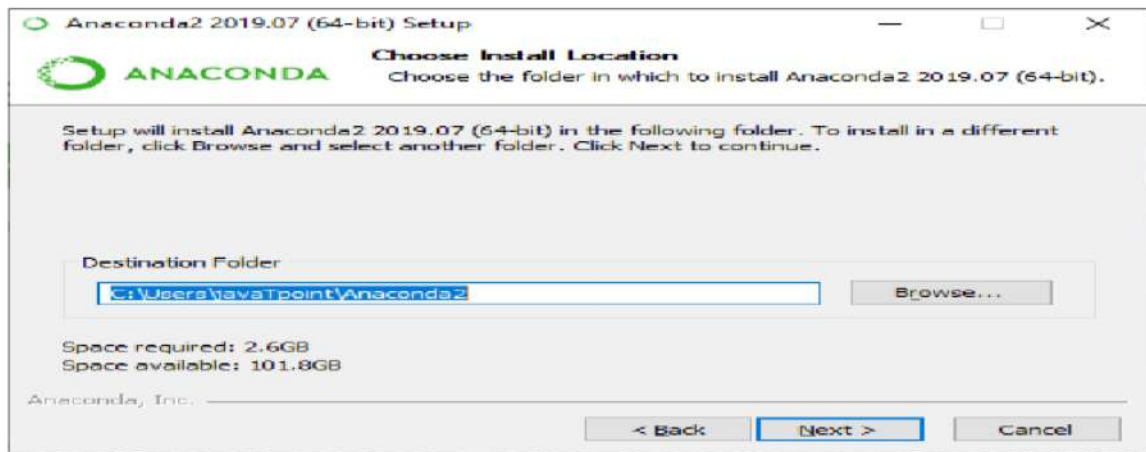 Anaconda2 2019.07 (64-bit) Setup
ANACONDA
Choose Install Location
Choose the folder in which to install Anaconda2 2019.07 (64-bit).
Setup will install Anaconda2 2019.07 (64-bit) in the following folder. To install in a different
folder, click Browse and select another folder. Click Next to continue.
Destination Folder
C:\Users\javaTpoint\Anaconda2
Browse...
Space required: 2.6GB
Space available: 101.8GB
Anaconda, Inc.
< Back
Next >
Cancel